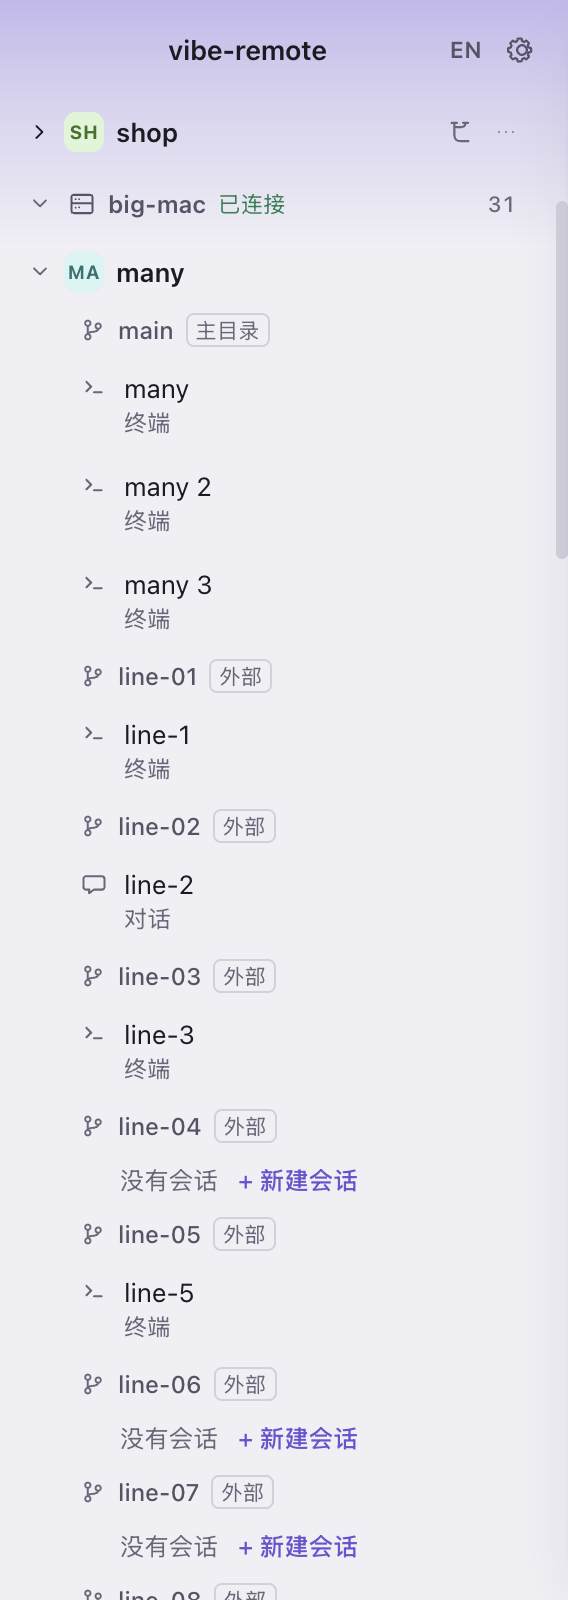 vibe-remote EN
SH shop ...
big-mac 已连接 31
MA many
main 主目录
many
终端
many 2
终端
many 3
终端
line-01 外部
line-1
终端
line-02 外部
line-2
对话
line-03 外部
line-3
终端
line-04 外部
没有会话 + 新建会话
line-05 外部
line-5
终端
line-06 外部
没有会话 + 新建会话
line-07 外部
没有会话 + 新建会话
line-08 外部